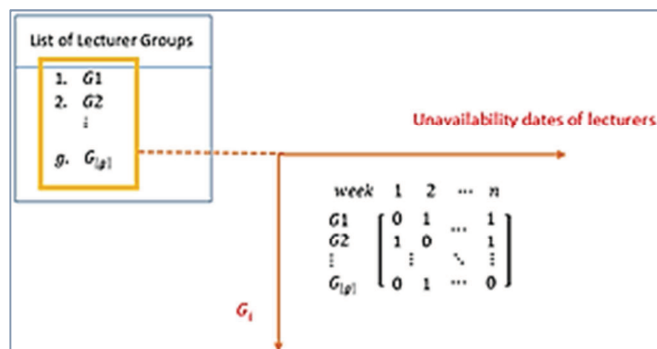 List of Lecturer Groups
1. G1
2. G2
⋮
g. G[g]
Unavailability dates of lecturers
week 1 2 ⋯ n
G1 0 1 ⋯ 1
G2 1 0 1
⋮ ⋮ ⋱ ⋮
G[g] 0 1 ⋯ 0
Gi